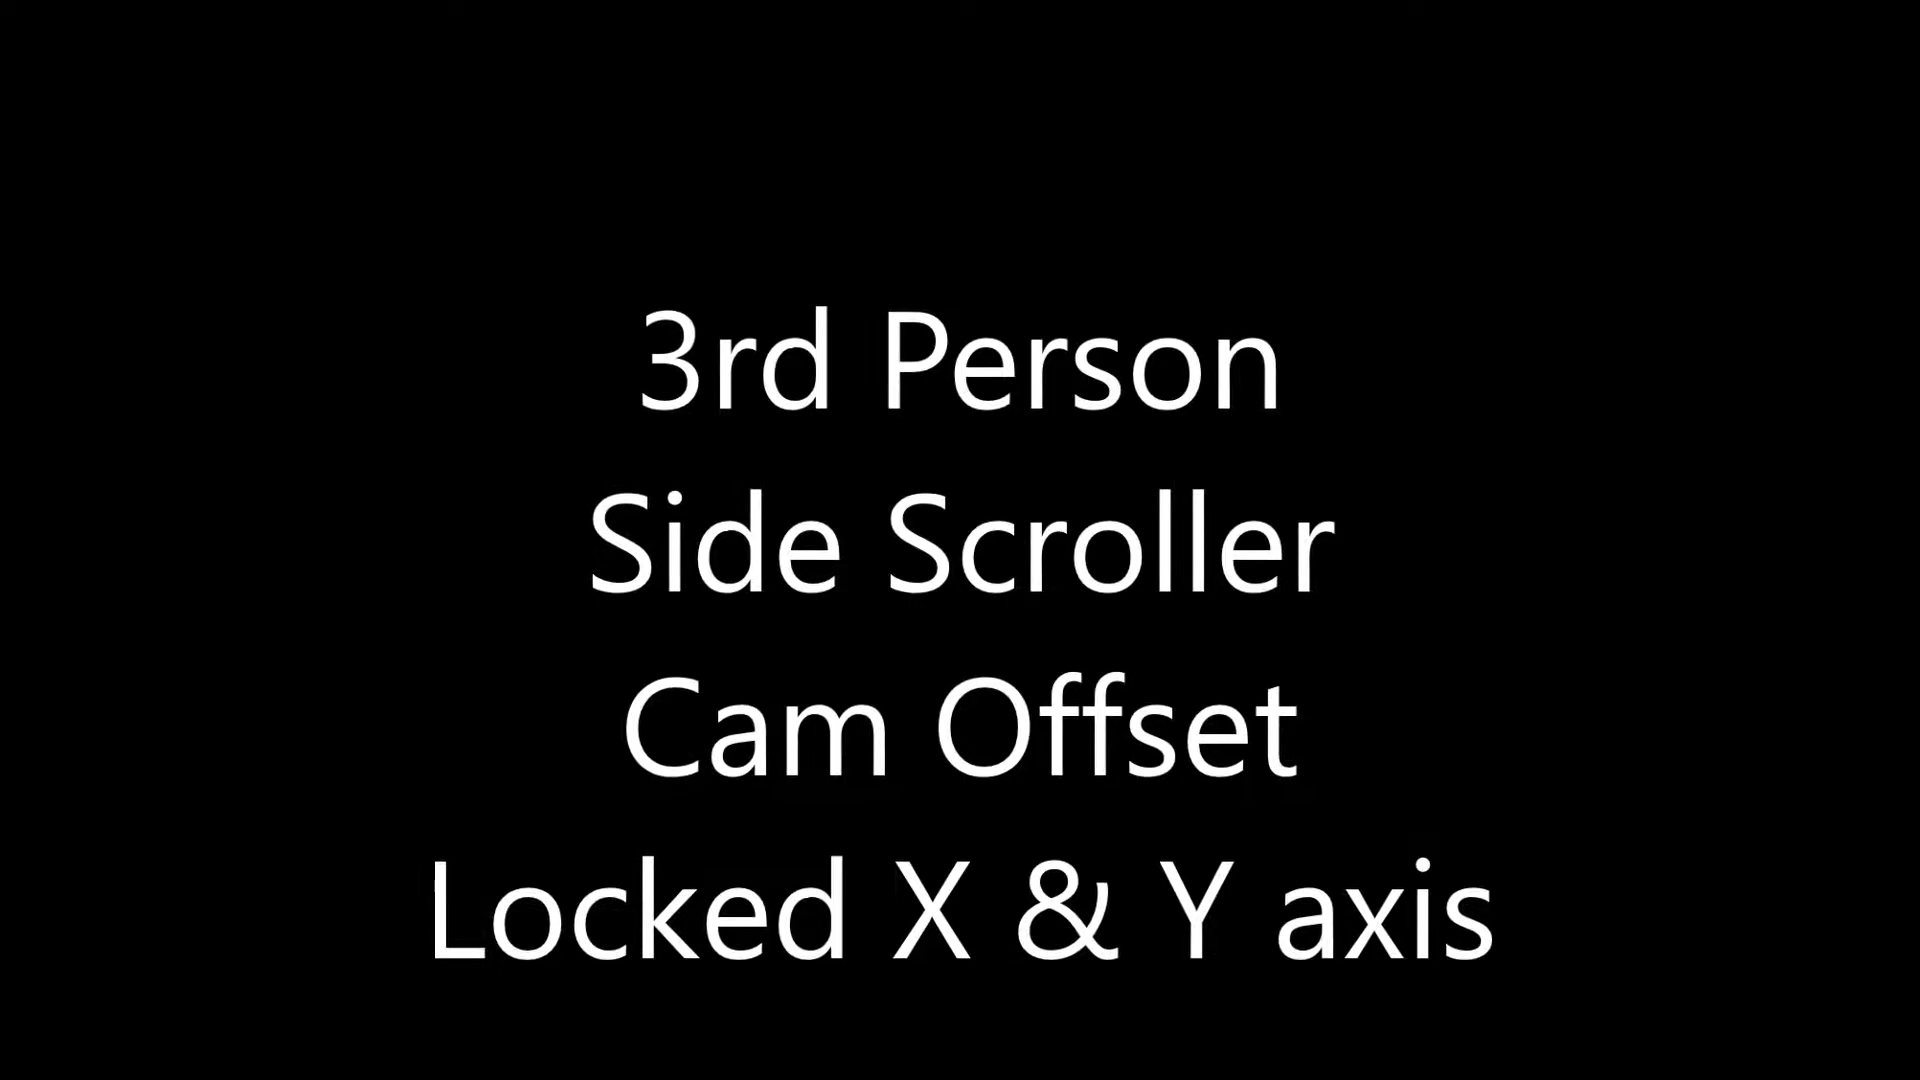 3rd Person
Side Scroller
Cam Offset
Locked X & Y axis